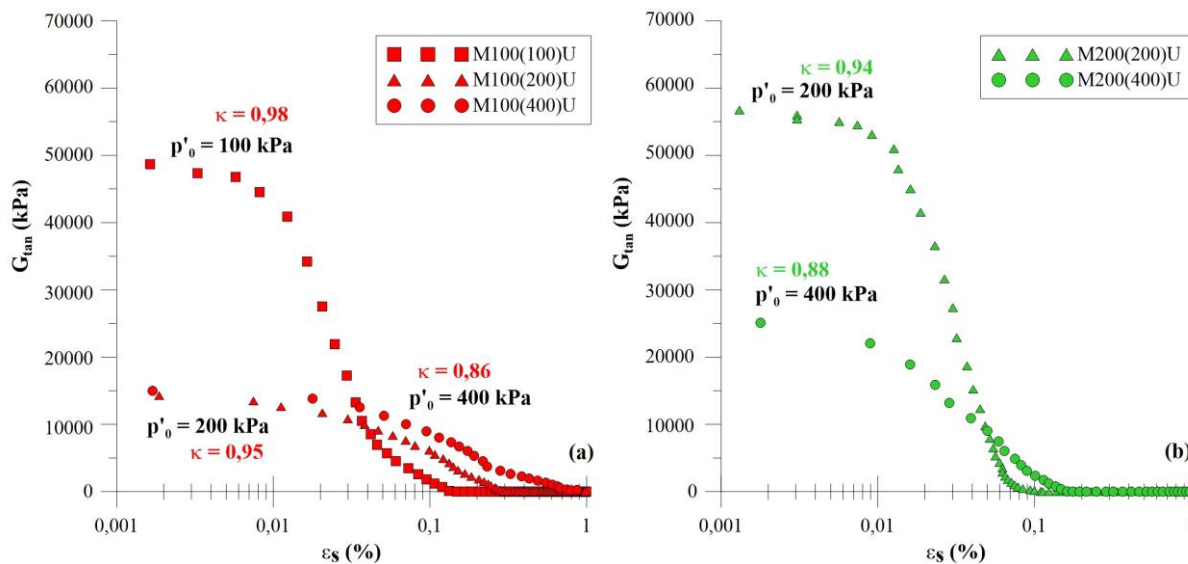 70000
60000
50000
40000
30000
20000
10000
0
G_tan (kPa)
M100(100)U
M100(200)U
M100(400)U
κ = 0,98
p'0 = 100 kPa
κ = 0,86
p'0 = 400 kPa
p'0 = 200 kPa
κ = 0,95
(a)
0,001 0,01 0,1 1
εs (%)
70000
60000
50000
40000
30000
20000
10000
0
G_tan (kPa)
M200(200)U
M200(400)U
κ = 0,94
p'0 = 200 kPa
κ = 0,88
p'0 = 400 kPa
(b)
0,001 0,01 0,1 1
εs (%)